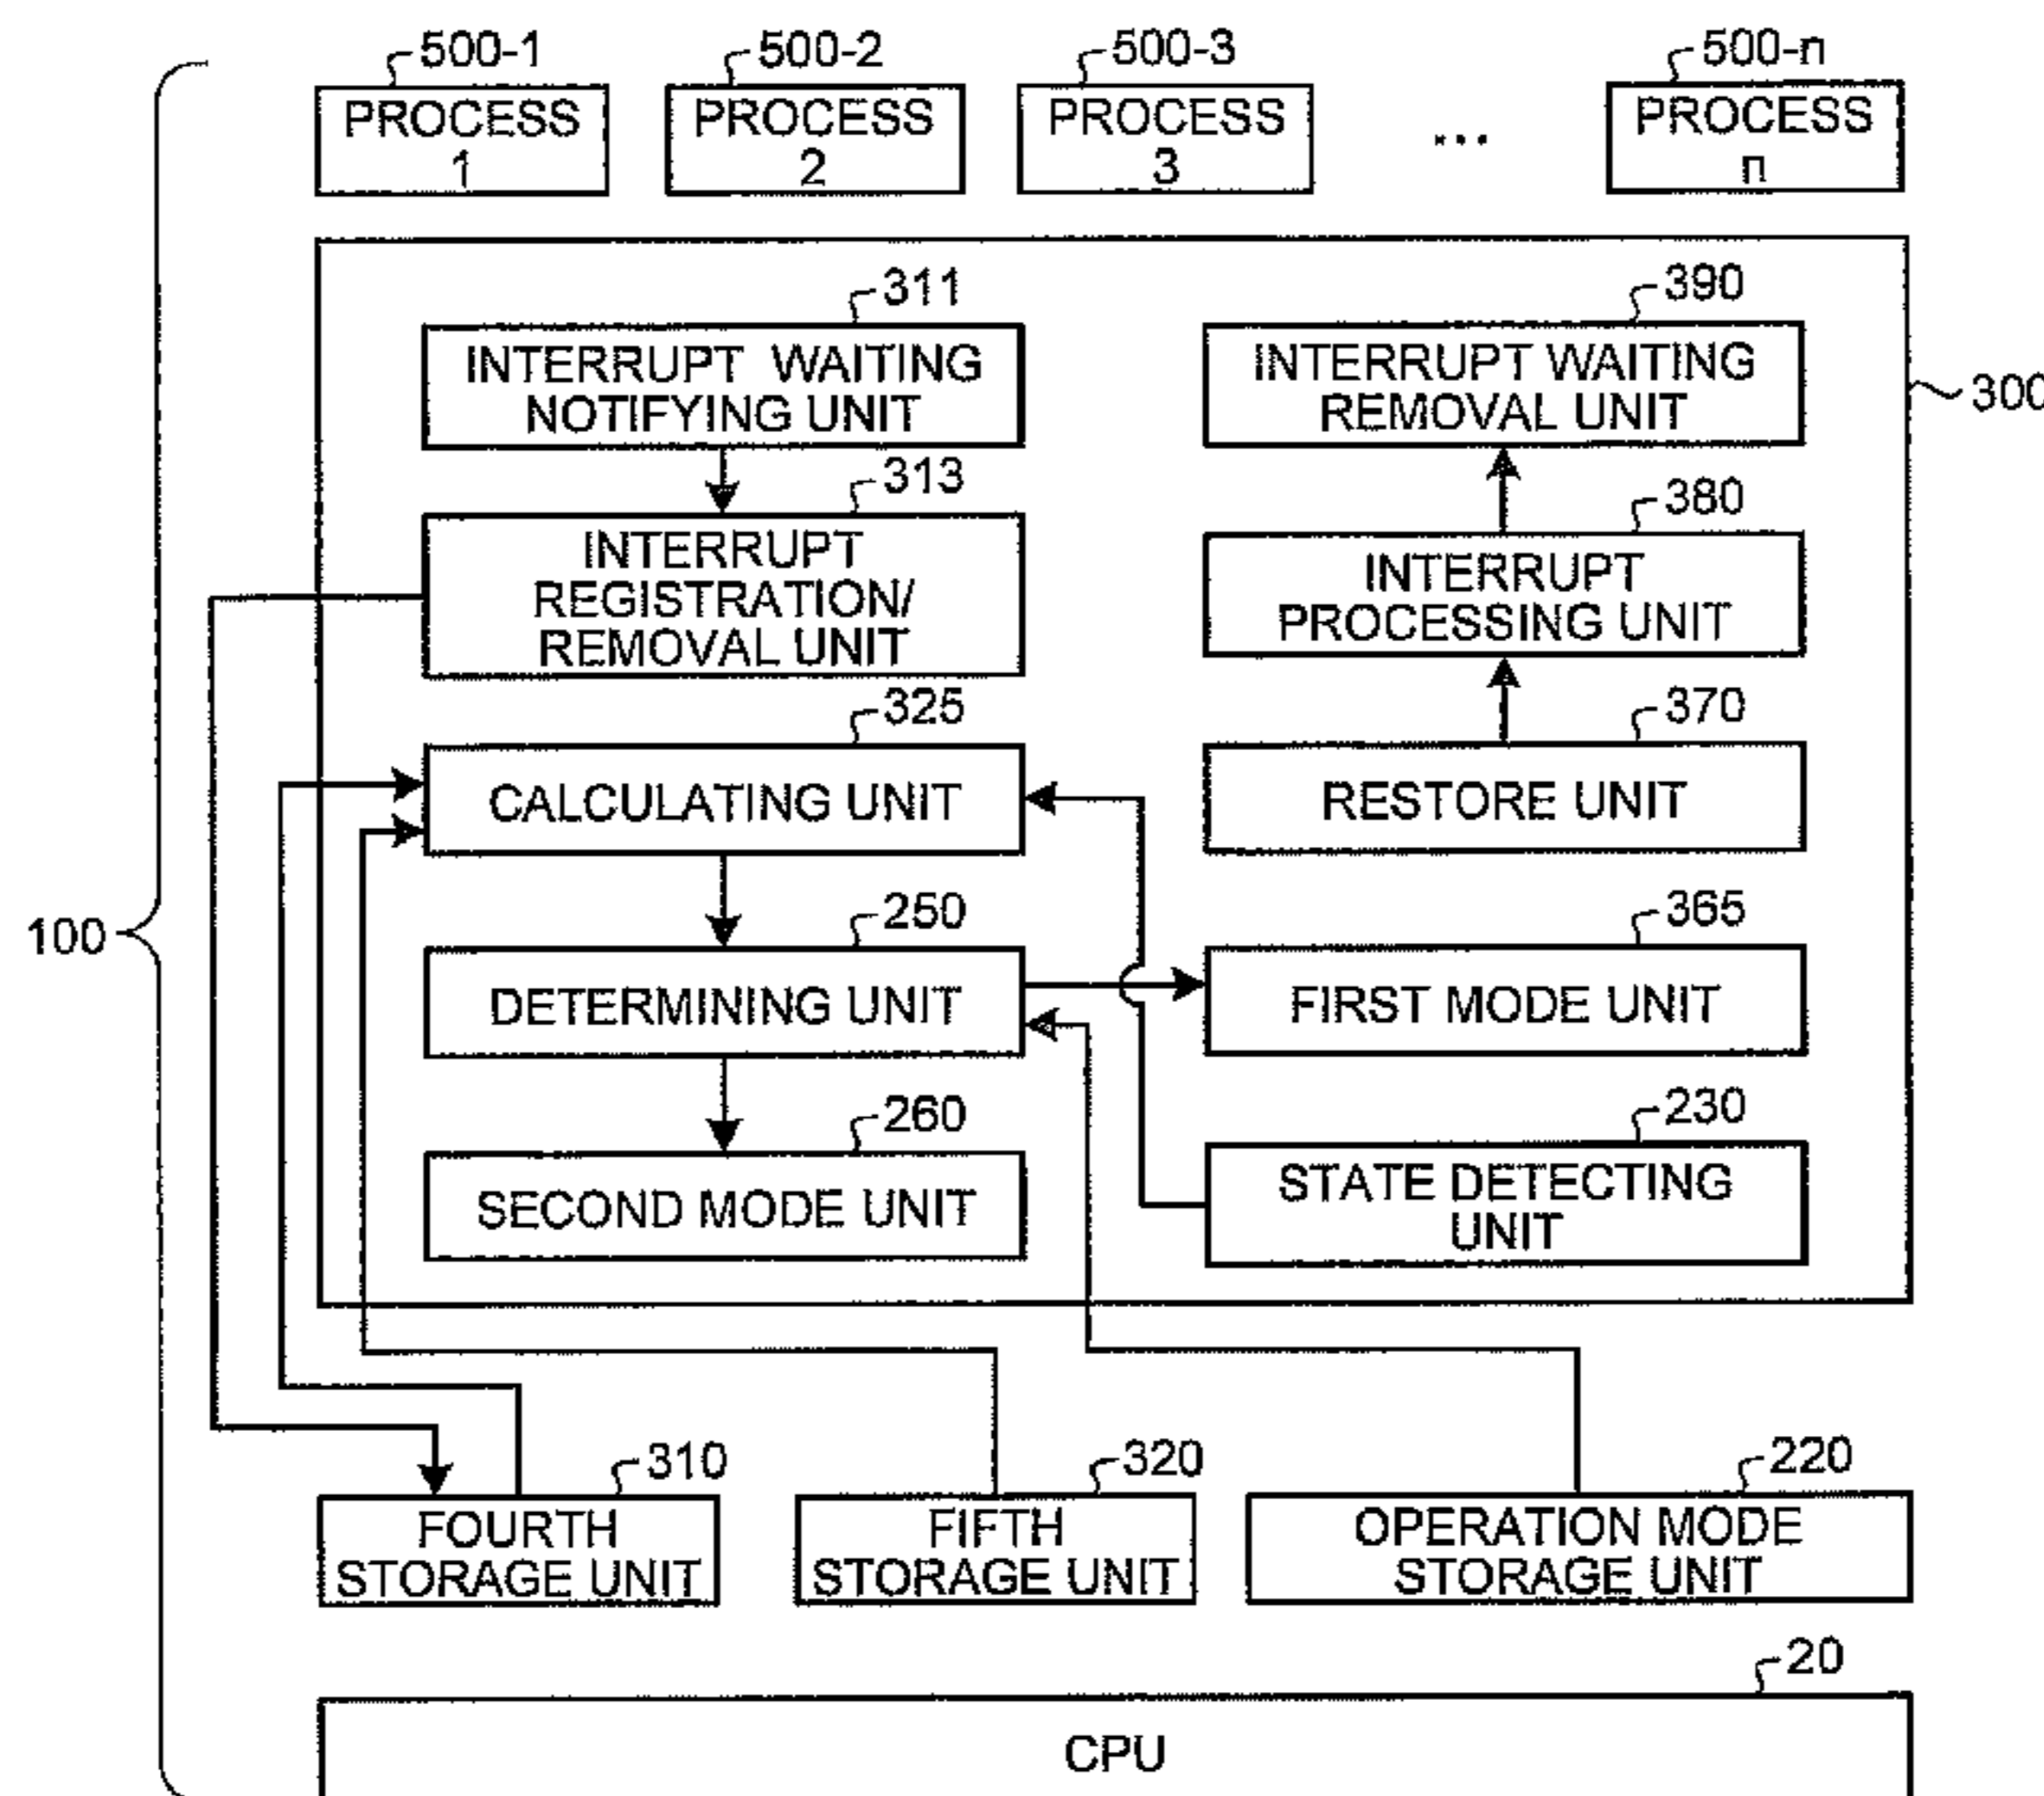 500-1
500-2
500-3
500-n
PROCESS
1
PROCESS
2
PROCESS
3
...
PROCESS
n
311
INTERRUPT WAITING
NOTIFYING UNIT
390
INTERRUPT WAITING
REMOVAL UNIT
300
313
INTERRUPT
REGISTRATION/
REMOVAL UNIT
380
INTERRUPT
PROCESSING UNIT
325
CALCULATING UNIT
370
RESTORE UNIT
100
250
DETERMINING UNIT
365
FIRST MODE UNIT
260
SECOND MODE UNIT
230
STATE DETECTING
UNIT
310
FOURTH
STORAGE UNIT
320
FIFTH
STORAGE UNIT
220
OPERATION MODE
STORAGE UNIT
20
CPU